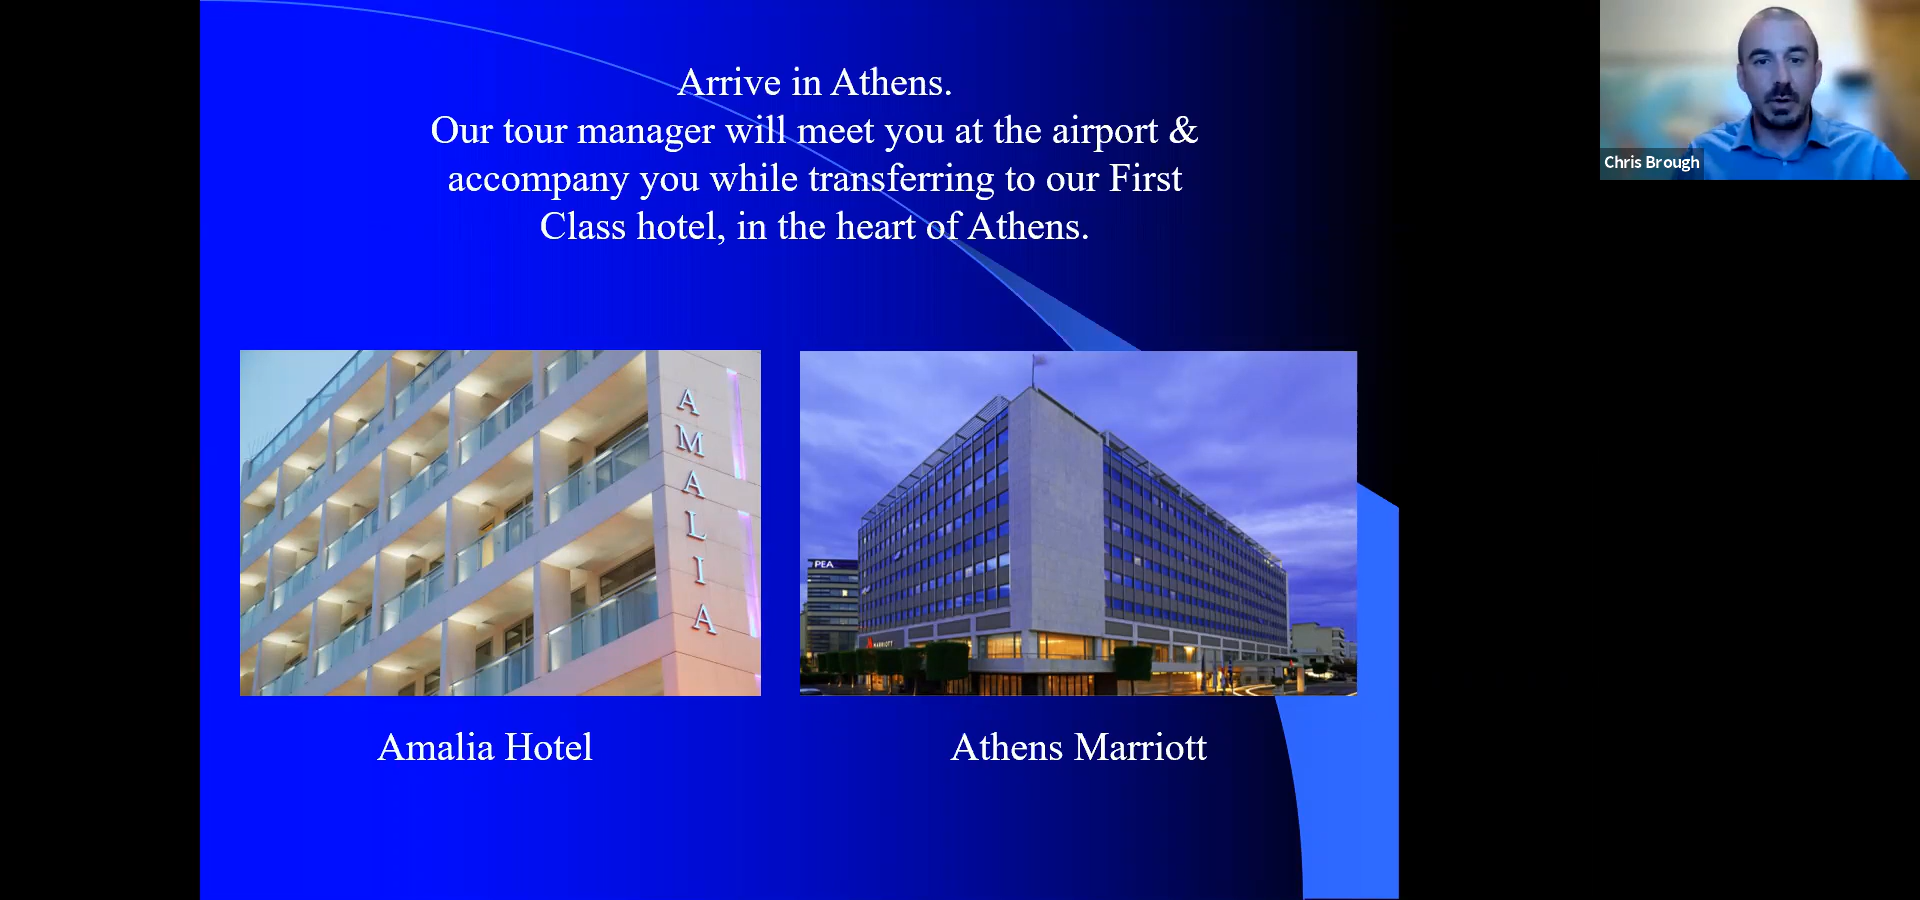 Arrive in Athens.
Our tour manager will meet you at the airport &
accompany you while transferring to our First
Class hotel, in the heart of Athens.
Chris Brough
AMALIA
PEA
MARRIOTT
Amalia Hotel
Athens Marriott